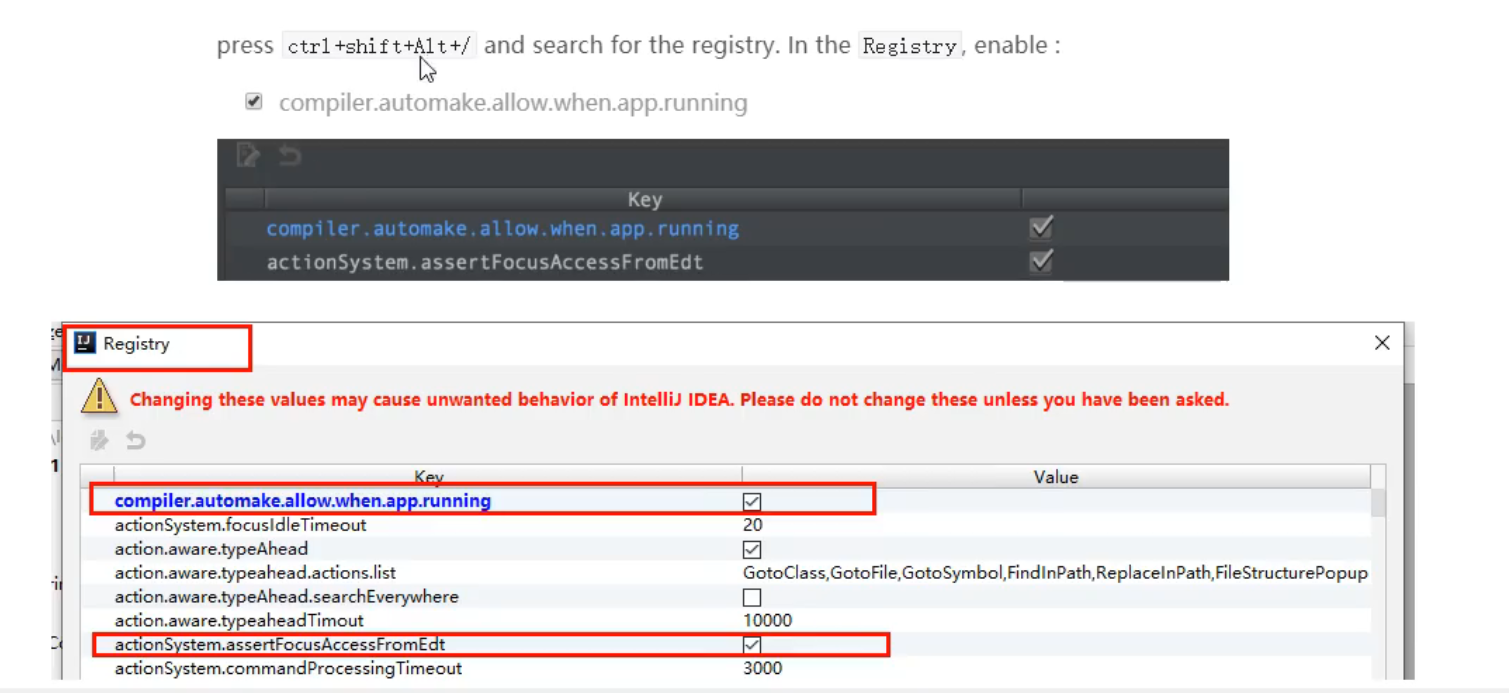 press ctrl+shift+Alt+/ and search for the registry. In the Registry, enable :
compiler.automake.allow.when.app.running
Key
compiler.automake.allow.when.app.running
actionSystem.assertFocusAccessFromEdt
Registry
Changing these values may cause unwanted behavior of IntelliJ IDEA. Please do not change these unless you have been asked.
Key Value
compiler.automake.allow.when.app.running
actionSystem.focusIdleTimeout 20
action.aware.typeAhead
action.aware.typeahead.actions.list GotoClass,GotoFile,GotoSymbol,FindInPath,ReplaceInPath,FileStructurePopup
action.aware.typeAhead.searchEverywhere
action.aware.typeaheadTimout 10000
actionSystem.assertFocusAccessFromEdt
actionSystem.commandProcessingTimeout 3000